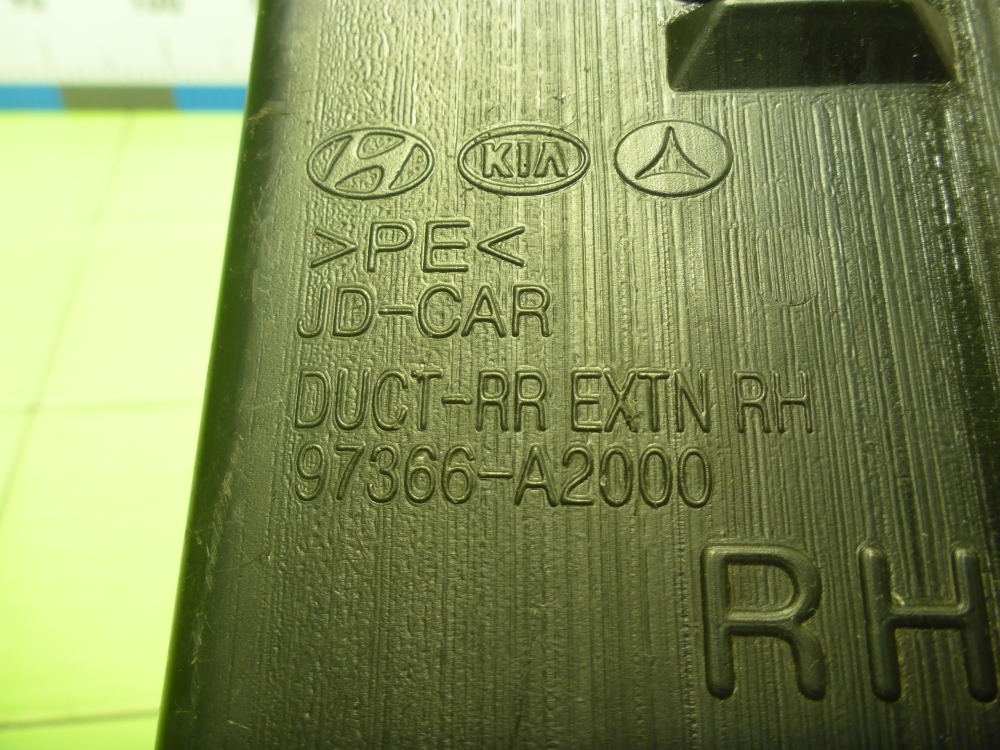 KIA
>PE<
JD-CAR
DUCT-RR EXTN RH
97366-A2000
RH